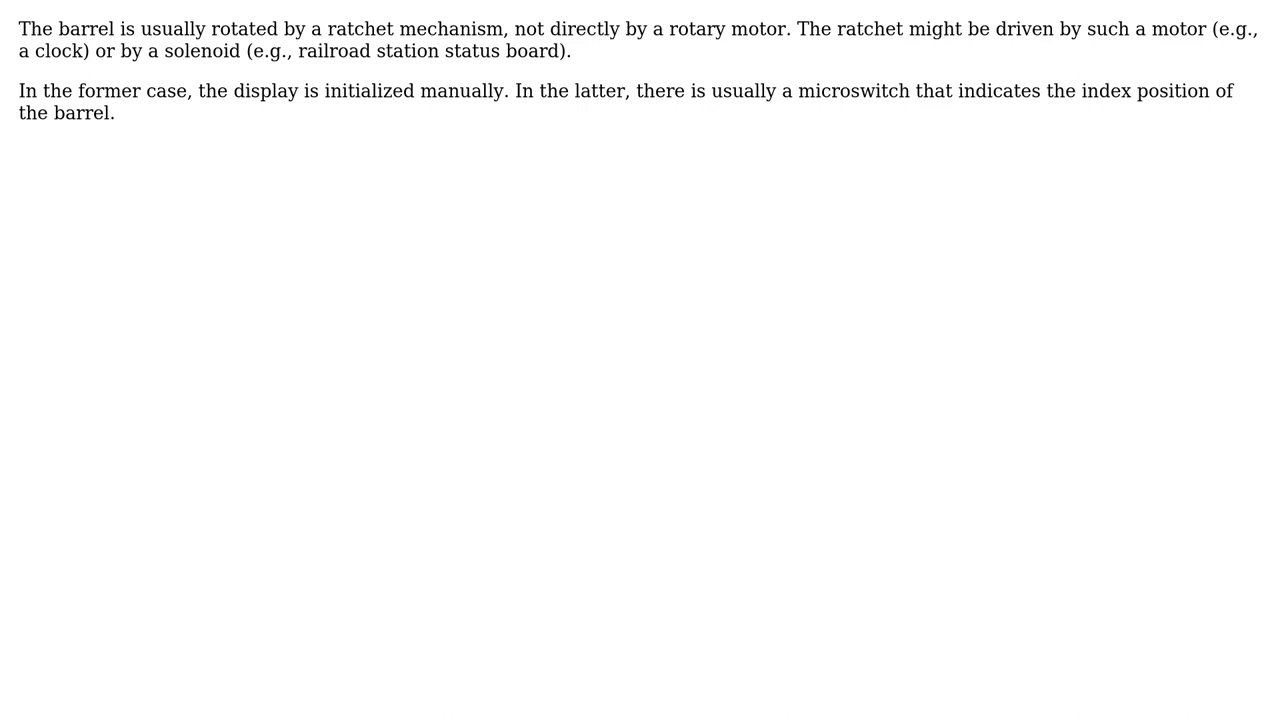 The barrel is usually rotated by a ratchet mechanism, not directly by a rotary motor. The ratchet might be driven by such a motor (e.g.,
a clock) or by a solenoid (e.g., railroad station status board).
In the former case, the display is initialized manually. In the latter, there is usually a microswitch that indicates the index position of
the barrel.